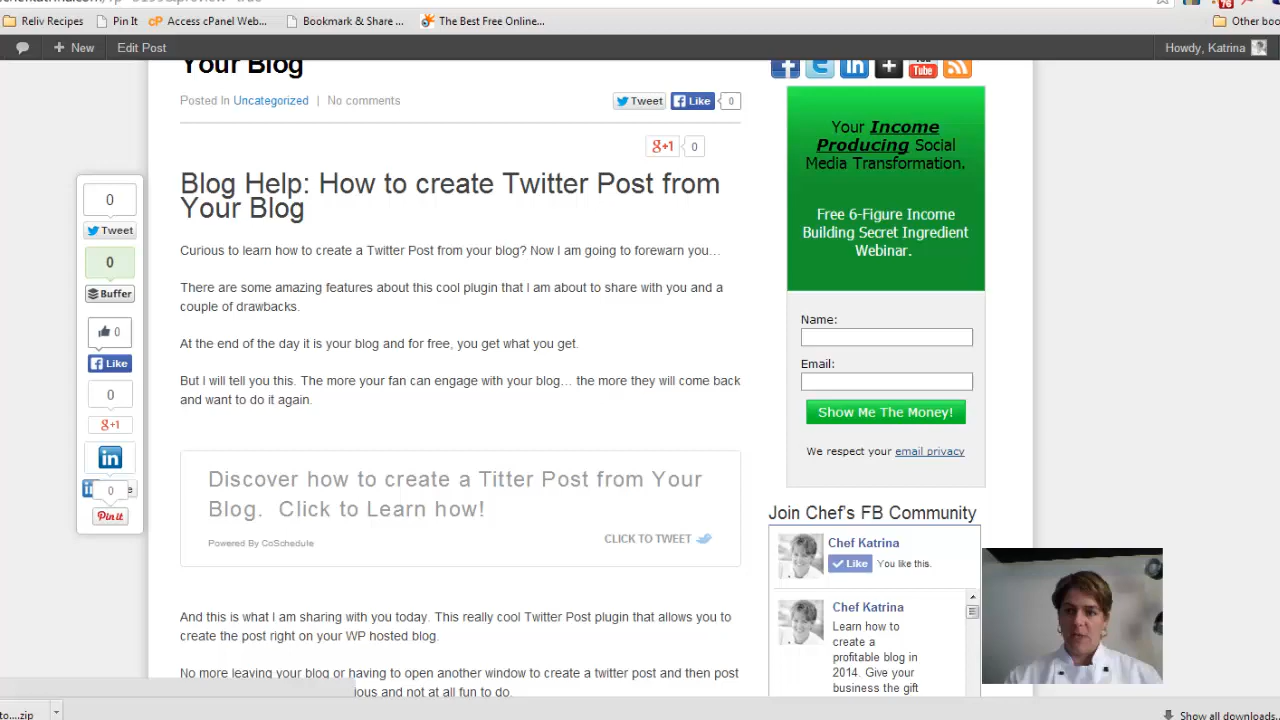 Reliv Recipes
Pin It
Access cPanel Web...
Bookmark & Share ...
The Best Free Online...
Other boo
New
Edit Post
Howdy, Katrina
Your Blog
Posted In Uncategorized | No comments
Tweet
Like
0
g+1
0
Blog Help: How to create Twitter Post from
Your Blog
Curious to learn how to create a Twitter Post from your blog? Now I am going to forewarn you…
There are some amazing features about this cool plugin that I am about to share with you and a
couple of drawbacks.
At the end of the day it is your blog and for free, you get what you get.
But I will tell you this. The more your fan can engage with your blog… the more they will come back
and want to do it again.
Discover how to create a Titter Post from Your
Blog. Click to Learn how!
Powered By CoSchedule
CLICK TO TWEET
And this is what I am sharing with you today. This really cool Twitter Post plugin that allows you to
create the post right on your WP hosted blog.
No more leaving your blog or having to open another window to create a twitter post and then post
ious and not at all fun to do.
0
Tweet
0
Buffer
0
Like
0
g+1
in
0
Pinit
You Tube
Your Income
Producing Social
Media Transformation.
Free 6-Figure Income
Building Secret Ingredient
Webinar.
Name:
Email:
Show Me The Money!
We respect your email privacy
Join Chef's FB Community
Chef Katrina
Like
You like this.
Chef Katrina
Learn how to
create a
profitable blog in
2014. Give your
business the gift
to....zip
Show all downloads.